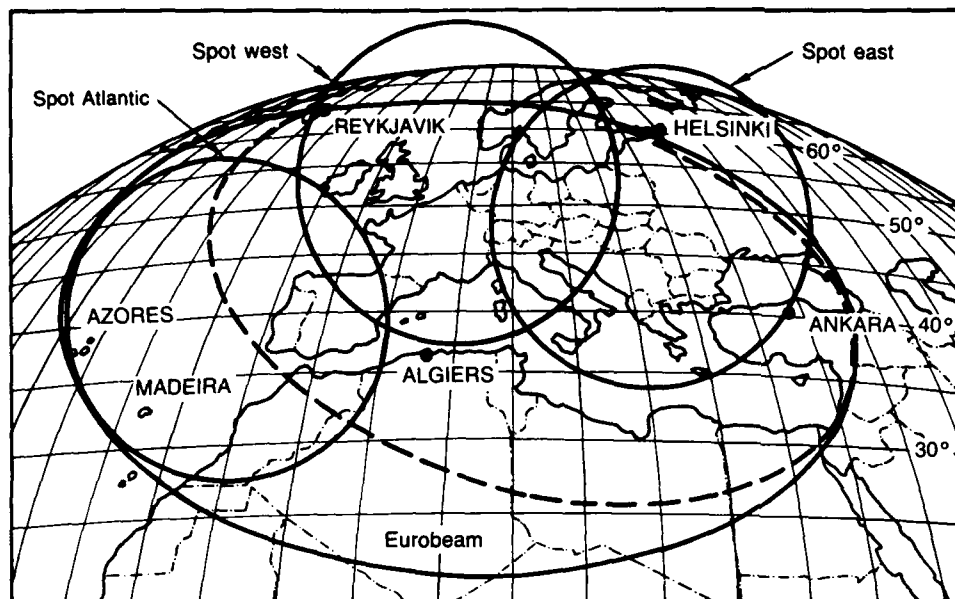 Spot west
Spot east
Spot Atlantic
REYKJAVIK
HELSINKI
60°
50°
AZORES
ANKARA
40°
MADEIRA
ALGIERS
30°
Eurobeam